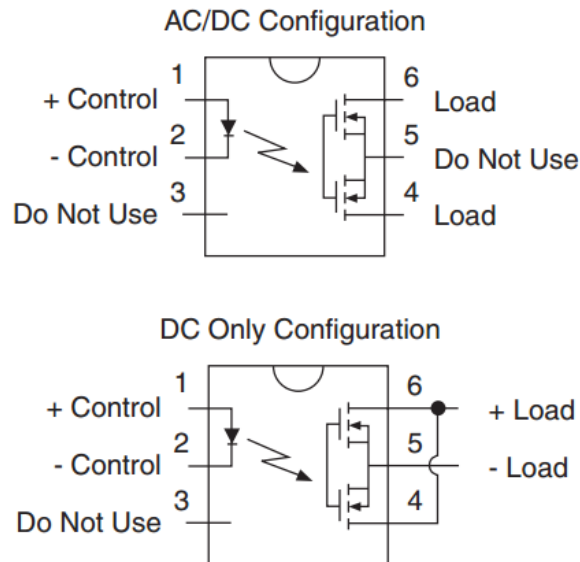 AC/DC Configuration
1
+ Control
2
- Control
3
Do Not Use
6
Load
5
Do Not Use
4
Load
DC Only Configuration
1
+ Control
2
- Control
3
Do Not Use
6
+ Load
5
- Load
4